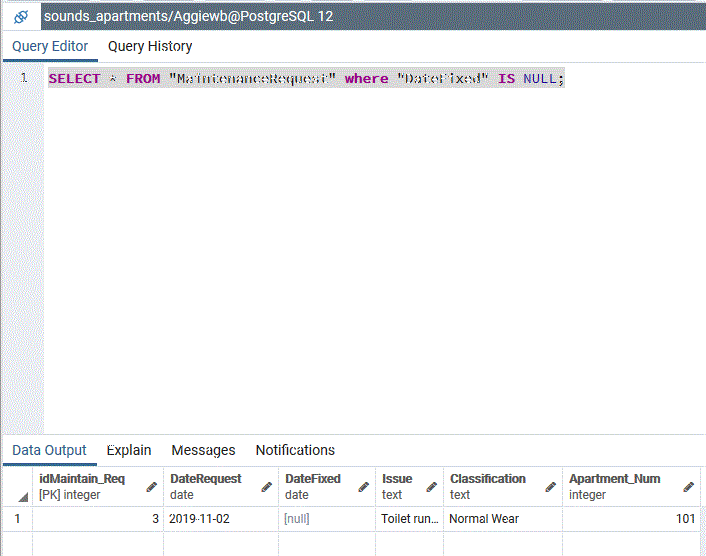 sounds_apartments/Aggiewb@PostgreSQL 12
Query Editor Query History
1 SELECT * FROM "MaintenanceRequest" where "DateFixed" IS NULL;
Data Output Explain Messages Notifications
idMaintain_Req DateRequest DateFixed Issue Classification Apartment_Num
[PK] integer date date text text integer
1 3 2019-11-02 [null] Toilet run... Normal Wear 101